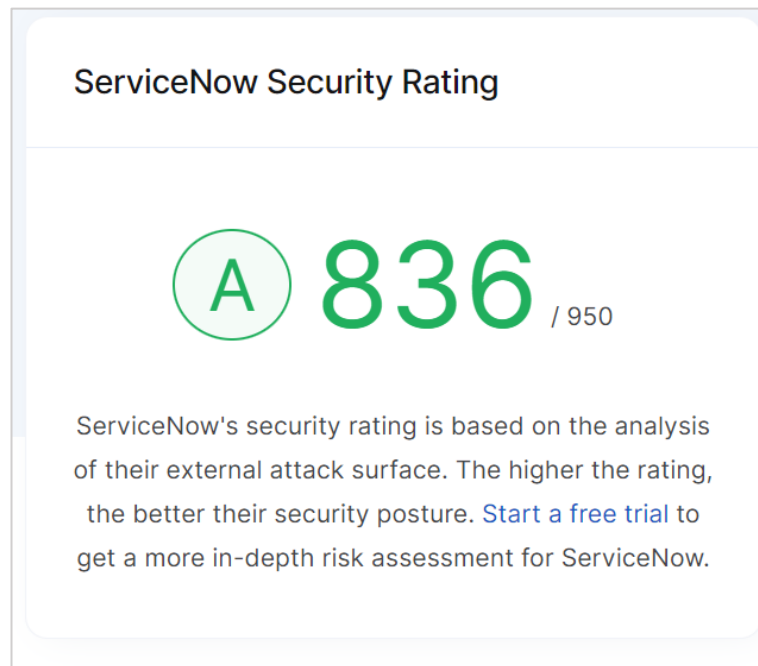 ServiceNow Security Rating
A 836 / 950
ServiceNow's security rating is based on the analysis
of their external attack surface. The higher the rating,
the better their security posture. Start a free trial to
get a more in-depth risk assessment for ServiceNow.